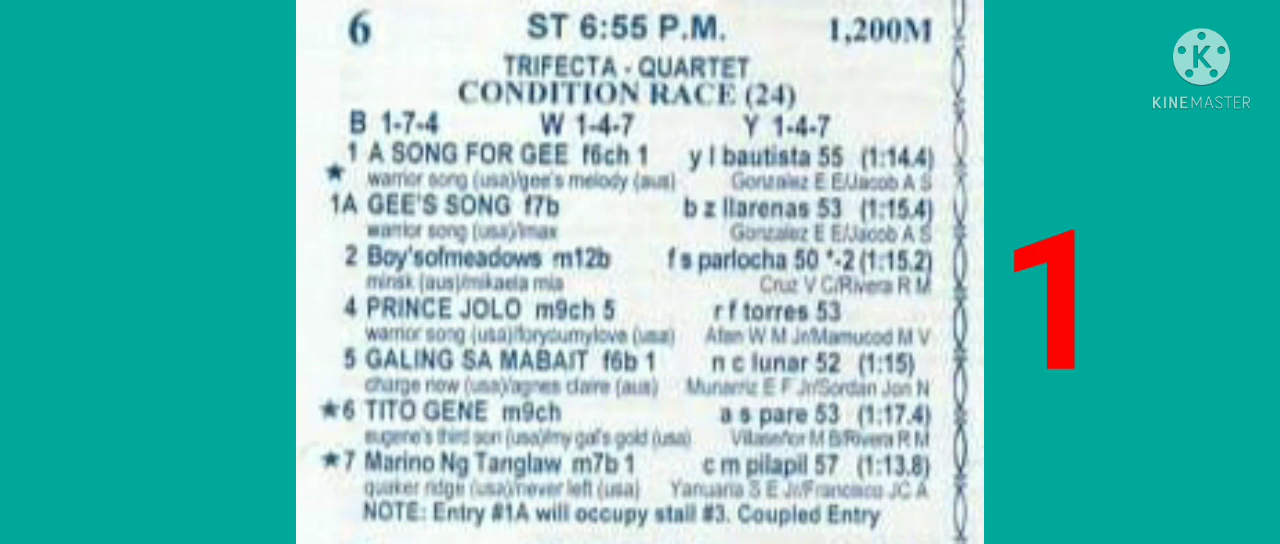 6 ST 6:55 P.M. 1,200M
TRIFECTA - QUARTET
CONDITION RACE (24)
B 1-7-4 W 1-4-7 Y 1-4-7
1 A SONG FOR GEE f6ch 1 y l bautista 55 (1:14.4)
★ warrior song (usa)/gee's melody (aus) Gonzalez E E/Jacob A S
1A GEE'S SONG f7b b z llarenas 53 (1:15.4)
warrior song (usa)/imax Gonzalez E E/Jacob A S
2 Boy'sofmeadows m12b f s parlocha 50 *-2 (1:15.2)
minsk (aus)/mikaela mia Cruz V C/Rivera R M
4 PRINCE JOLO m9ch 5 r f torres 53
warrior song (usa)/foryoumylove (usa) Afan W M Jr/Mamucod M V
5 GALING SA MABAIT f6b 1 n c lunar 52 (1:15)
charge now (usa)/agnes claire (aus) Munarriz E F Jr/Sordan Jon N
★6 TITO GENE m9ch a s pare 53 (1:17.4)
eugene's third son (usa)/my gal's gold (usa) Villaseñor M B/Rivera R M
★7 Marino Ng Tanglaw m7b 1 c m pilapil 57 (1:13.8)
quaker ridge (usa)/never left (usa) Yanuaria S E Jr/Francisco JC A
NOTE: Entry #1A will occupy stall #3. Coupled Entry
1
K
KINEMASTER